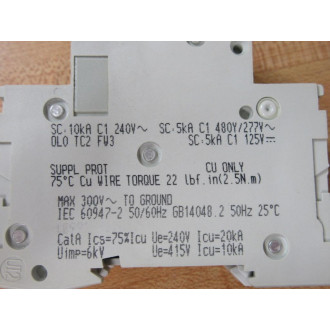 SC:10kA C1 240V~ SC:5kA C1 480Y/277V~
OL0 TC2 FW3 SC:5kA C1 125V⎓
SUPPL PROT CU ONLY
75°C Cu WIRE TORQUE 22 lbf.in(2.5N.m)
MAX 300V~ TO GROUND
IEC 60947-2 50/60Hz GB14048.2 50Hz 25°C
CatA Ics=75%Icu Ue=240V Icu=20kA
Uimp=6kV Ue=415V Icu=10kA